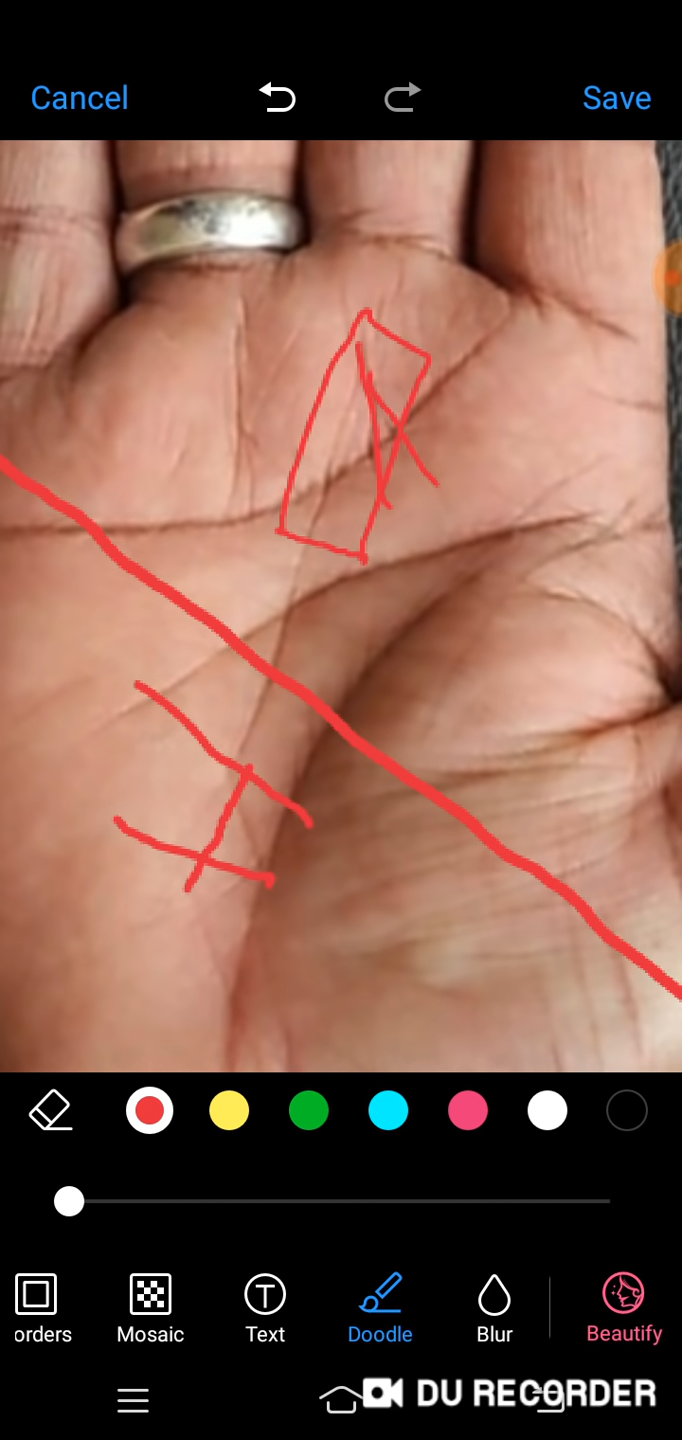 Cancel
Save
orders
Mosaic
Text
Doodle
Blur
Beautify
DU RECORDER